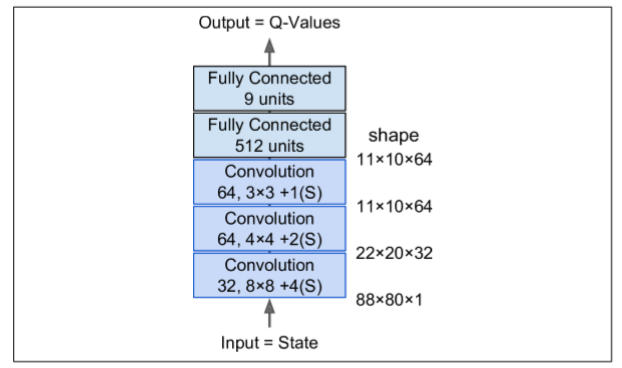 Output = Q-Values
Fully Connected
9 units
Fully Connected
512 units
shape
11×10×64
Convolution
64, 3×3 +1(S)
11×10×64
Convolution
64, 4×4 +2(S)
22×20×32
Convolution
32, 8×8 +4(S)
88×80×1
Input = State